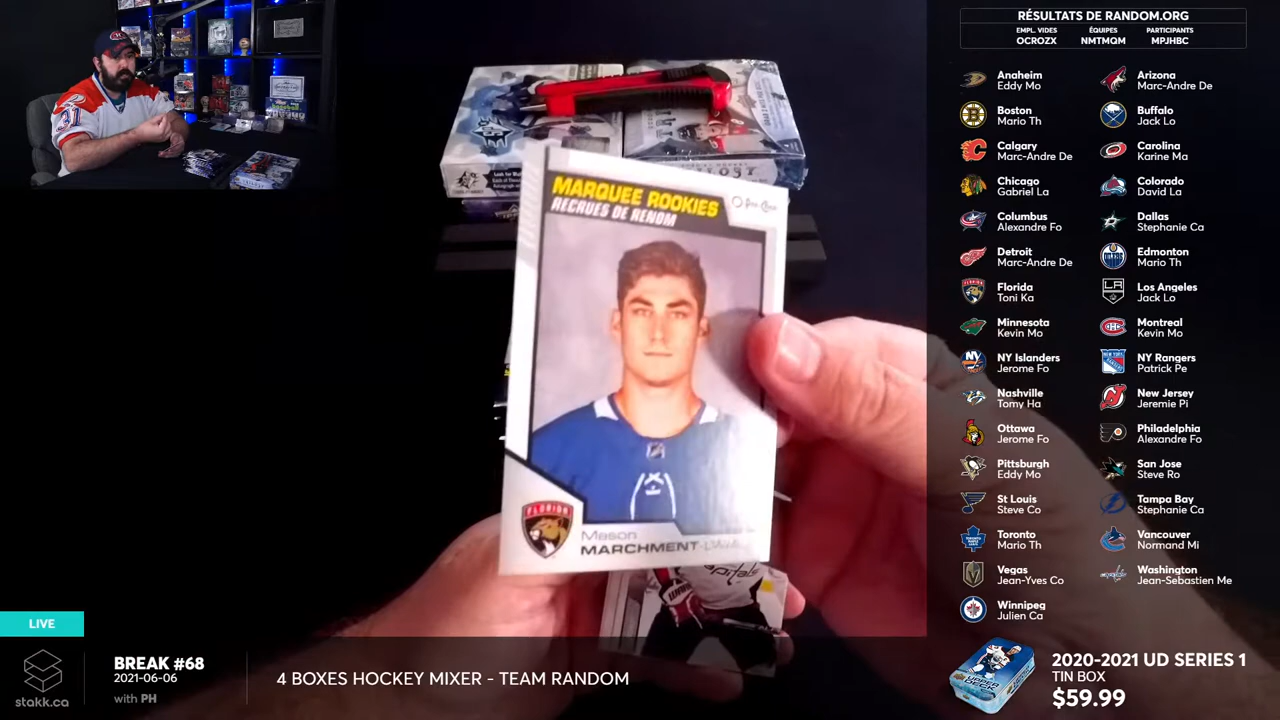 RÉSULTATS DE RANDOM.ORG
EMPL. VIDES
ÉQUIPES
PARTICIPANTS
OCROZX
NMTMQM
MPJHBC
Anaheim
Eddy Mo
Arizona
Marc-Andre De
Boston
Mario Th
Buffalo
Jack Lo
Calgary
Marc-Andre De
Carolina
Karine Ma
Chicago
Gabriel La
Colorado
David La
Columbus
Alexandre Fo
Dallas
Stephanie Ca
Detroit
Marc-Andre De
Edmonton
Mario Th
Florida
Toni Ka
Los Angeles
Jack Lo
Minnesota
Kevin Mo
Montreal
Kevin Mo
NY Islanders
Jerome Fo
NY Rangers
Patrick Pe
Nashville
Tomy Ha
New Jersey
Jeremie Pi
Ottawa
Jerome Fo
Philadelphia
Alexandre Fo
Pittsburgh
Eddy Mo
San Jose
Steve Ro
St Louis
Steve Co
Tampa Bay
Stephanie Ca
Toronto
Mario Th
Vancouver
Normand Mi
Vegas
Jean-Yves Co
Washington
Jean-Sebastien Me
Winnipeg
Julien Ca
31
MARQUEE ROOKIES
RECRUES DE RENOM
O-Pee-Chee
FLORIDA
Mason
MARCHMENT
LIVE
stakk.ca
BREAK #68
2021-06-06
with PH
4 BOXES HOCKEY MIXER - TEAM RANDOM
2020-2021 UD SERIES 1
TIN BOX
$59.99